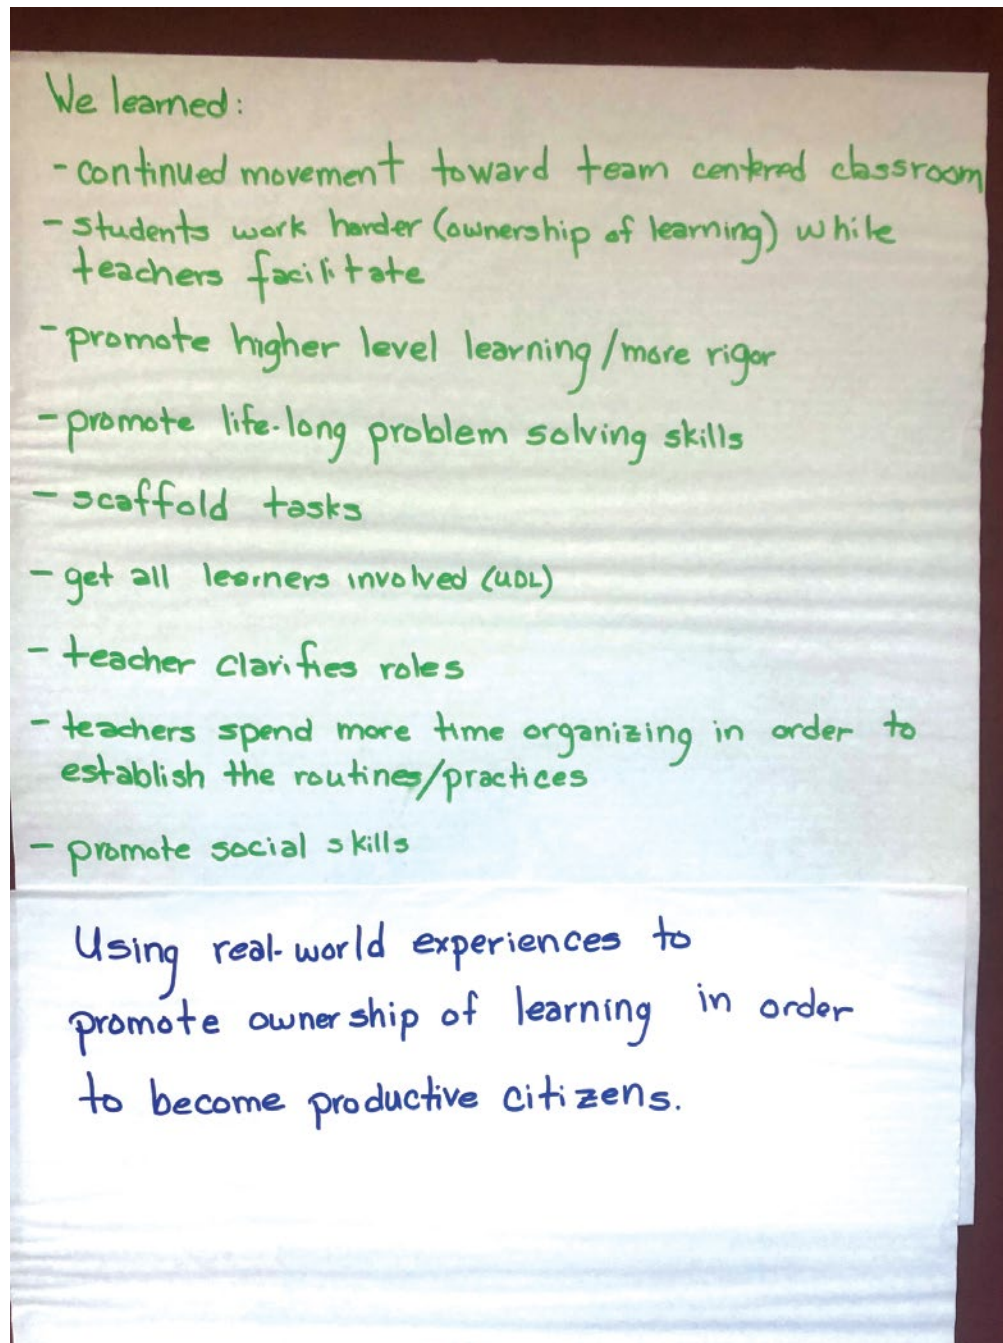 We learned:
- continued movement toward team centered classroom
- students work harder (ownership of learning) while
teachers facilitate
- promote higher level learning/more rigor
- promote life-long problem solving skills
- scaffold tasks
- get all learners involved (UDL)
- teacher clarifies roles
- teachers spend more time organizing in order to
establish the routines/practices
- promote social skills
Using real-world experiences to
promote ownership of learning in order
to become productive citizens.